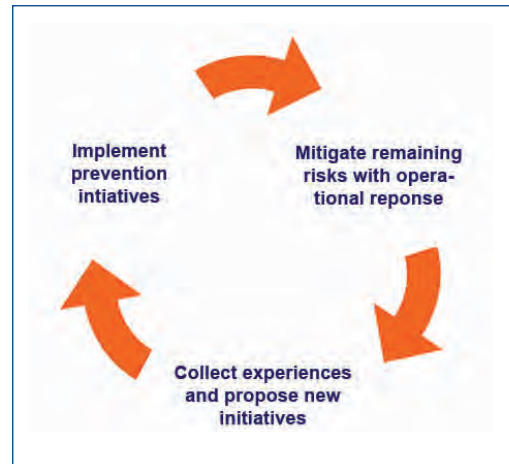 Implement
prevention
intiatives
Mitigate remaining
risks with opera-
tional reponse
Collect experiences
and propose new
initiatives